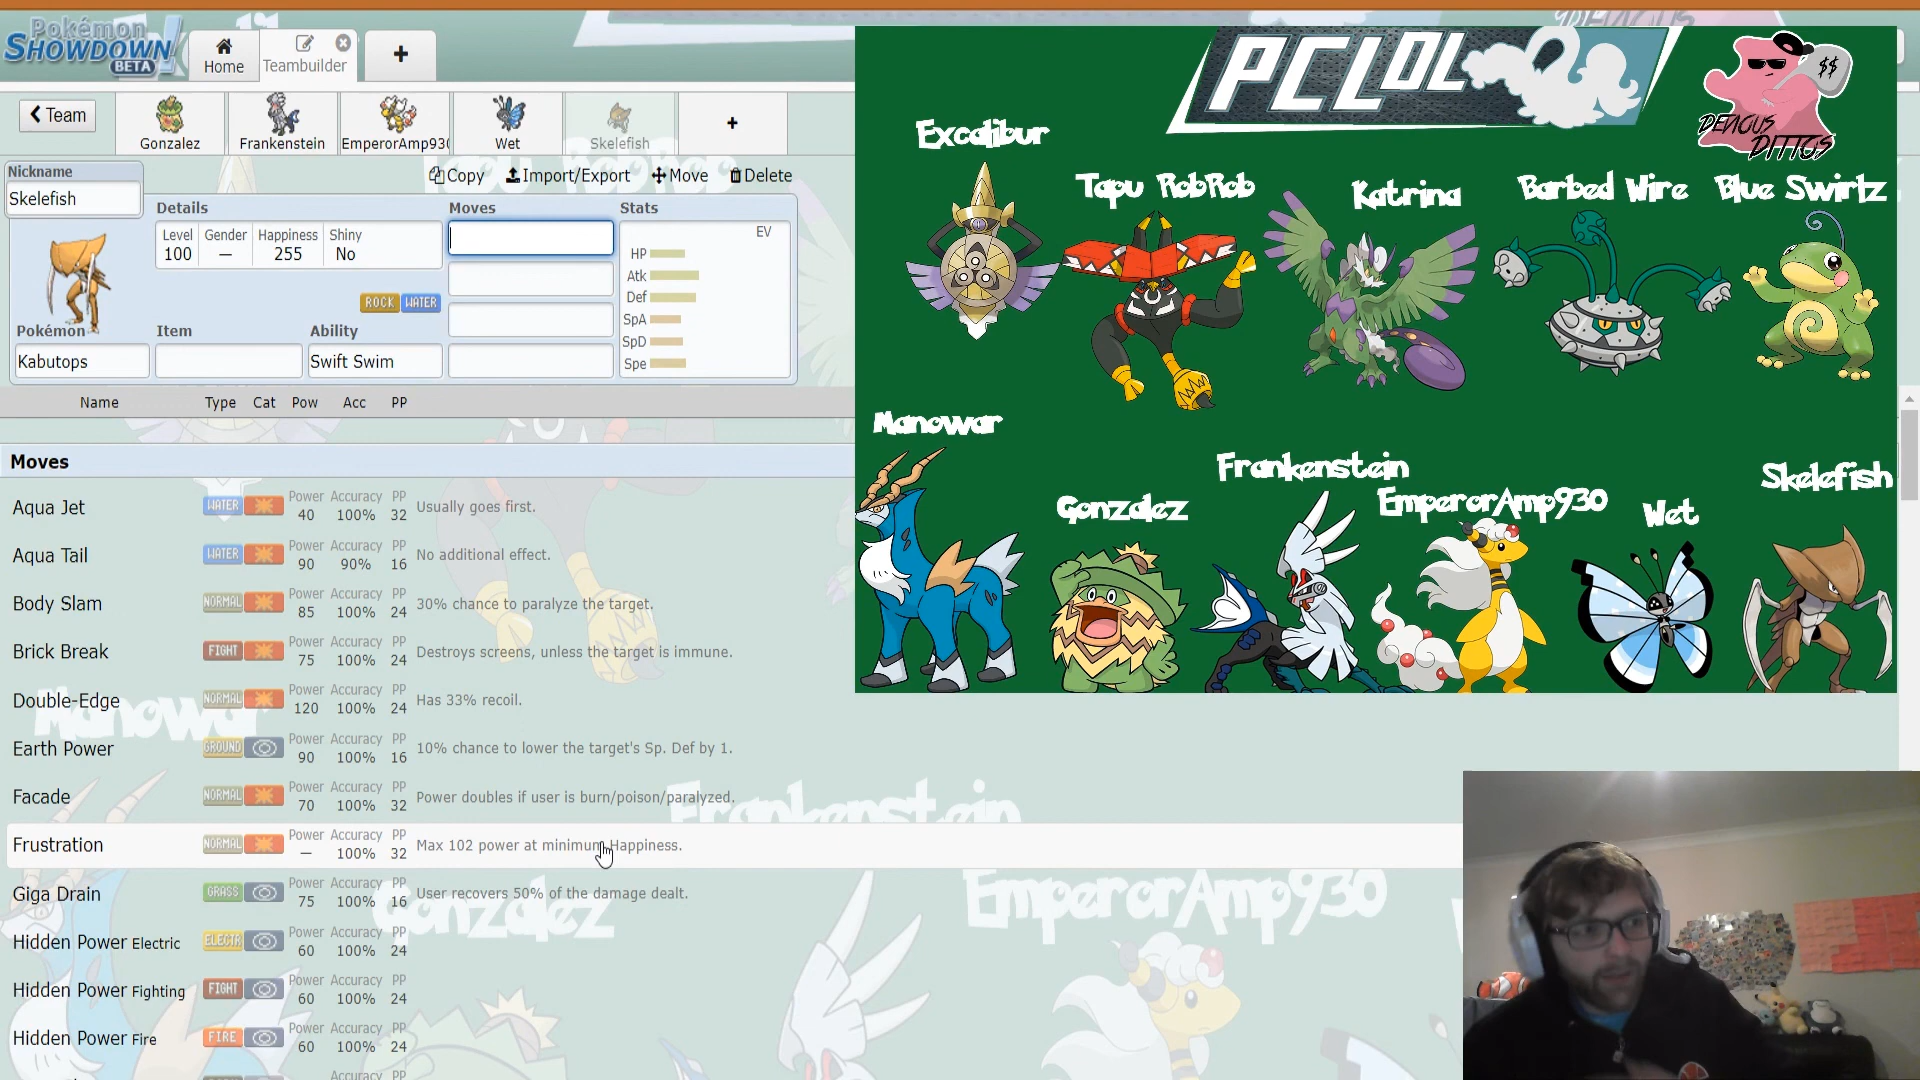 Pokémon
SHOWDOWN
BETA
Home
Teambuilder
+
Team
Gonzalez
Frankenstein
EmperorAmp930
Wet
Skelefish
+
Copy
Import/Export
Move
Delete
Nickname
Skelefish
Details
Moves
Stats
Level
Gender
Happiness
Shiny
100
—
255
No
EV
HP
Atk
Def
SpA
SpD
Spe
ROCK
WATER
Pokémon
Item
Ability
Kabutops
Swift Swim
Name Type Cat Pow Acc PP
Moves
Aqua Jet WATER Power 40 Accuracy 100% PP 32 Usually goes first.
Aqua Tail WATER Power 90 Accuracy 90% PP 16 No additional effect.
Body Slam NORMAL Power 85 Accuracy 100% PP 24 30% chance to paralyze the target.
Brick Break FIGHT Power 75 Accuracy 100% PP 24 Destroys screens, unless the target is immune.
Double-Edge NORMAL Power 120 Accuracy 100% PP 24 Has 33% recoil.
Earth Power GROUND Power 90 Accuracy 100% PP 16 10% chance to lower the target's Sp. Def by 1.
Facade NORMAL Power 70 Accuracy 100% PP 32 Power doubles if user is burn/poison/paralyzed.
Frustration NORMAL Power — Accuracy 100% PP 32 Max 102 power at minimum Happiness.
Giga Drain GRASS Power 75 Accuracy 100% PP 16 User recovers 50% of the damage dealt.
Hidden Power Electric ELECTR Power 60 Accuracy 100% PP 24
Hidden Power Fighting FIGHT Power 60 Accuracy 100% PP 24
Hidden Power Fire FIRE Power 60 Accuracy 100% PP 24
Accuracy PP
PCLOL
$$
DEVIOUS
DITTOS
Excalibur
Tapu RobRob
Katrina
Barbed Wire
Blue Swirlz
Manowar
Gonzalez
Frankenstein
EmperorAmp930
Wet
Skelefish
Manowar
Frankenstein
Gonzalez
EmperorAmp930